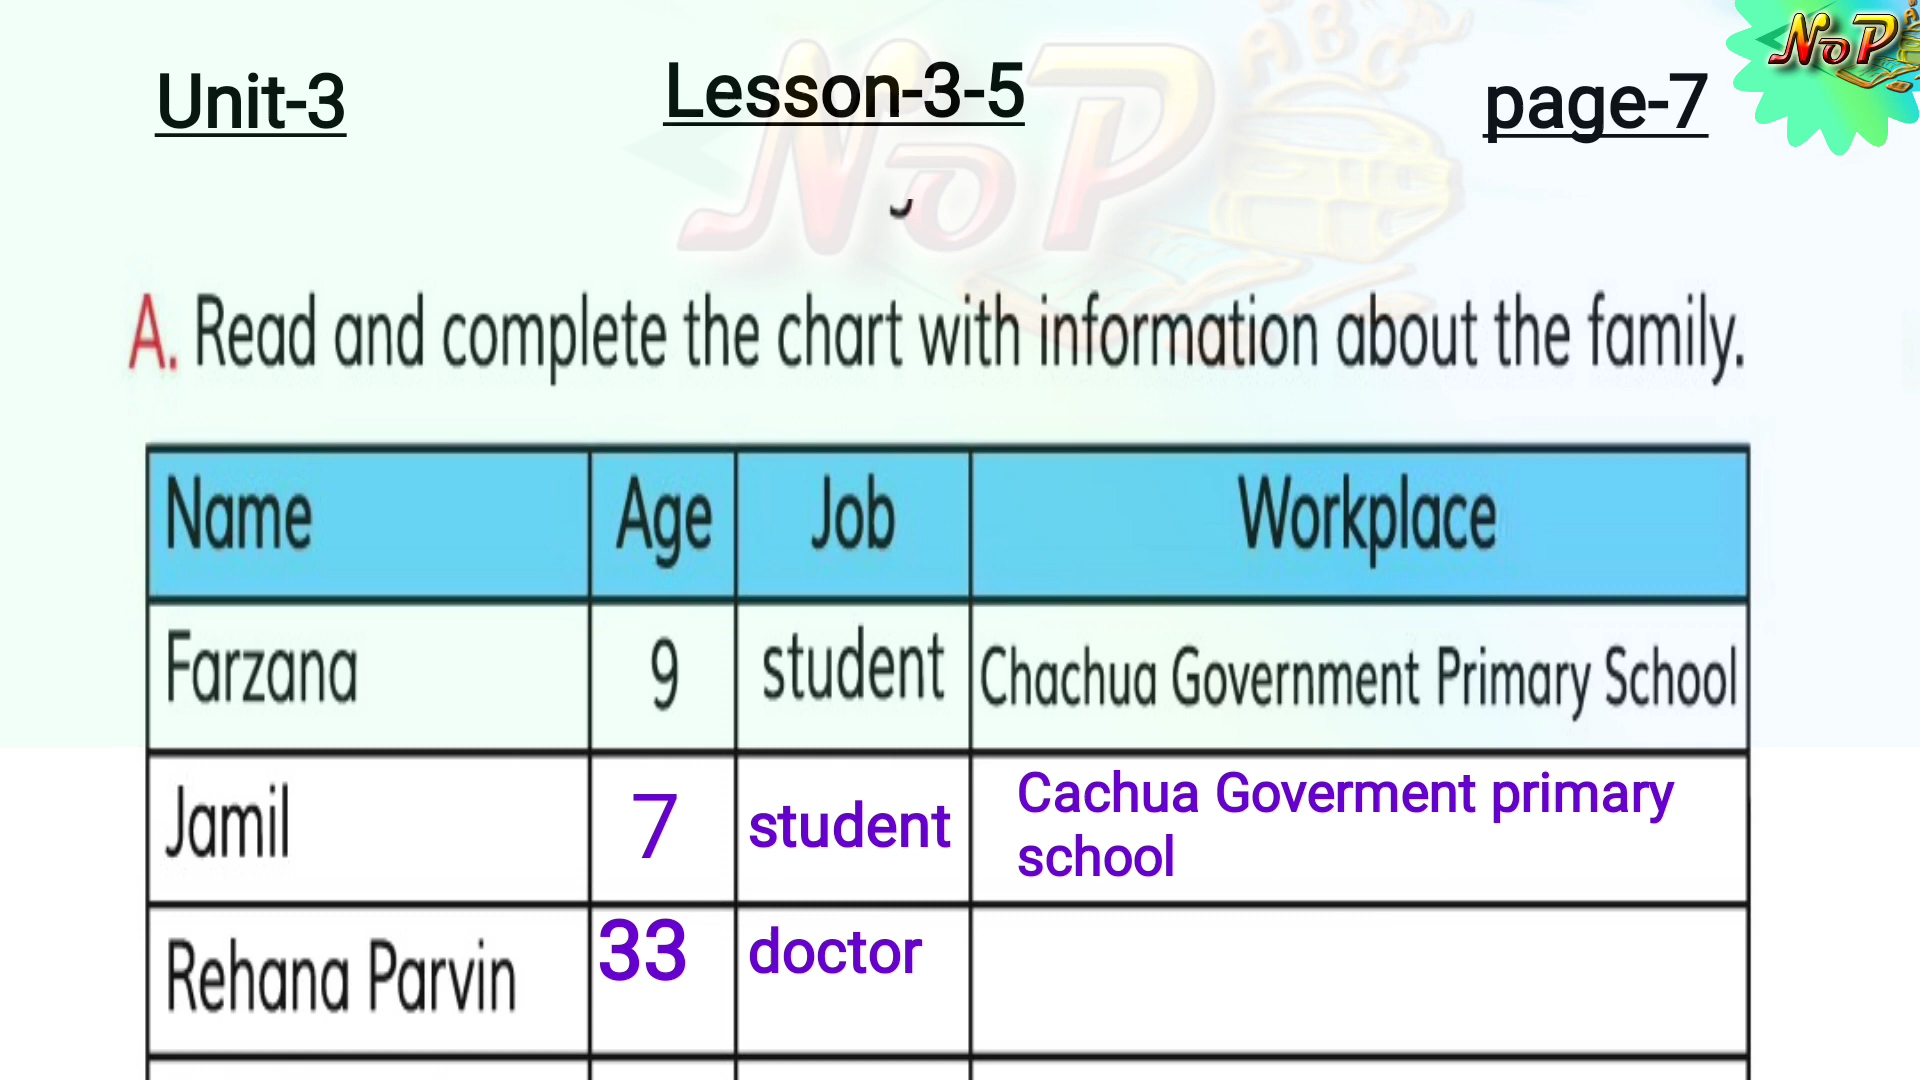 Unit-3 Lesson-3-5 page-7
NoP
NoP
ABC
A. Read and complete the chart with information about the family.
Name Age Job Workplace
Farzana 9 student Chachua Government Primary School
Jamil 7 student Cachua Goverment primary
school
Rehana Parvin 33 doctor